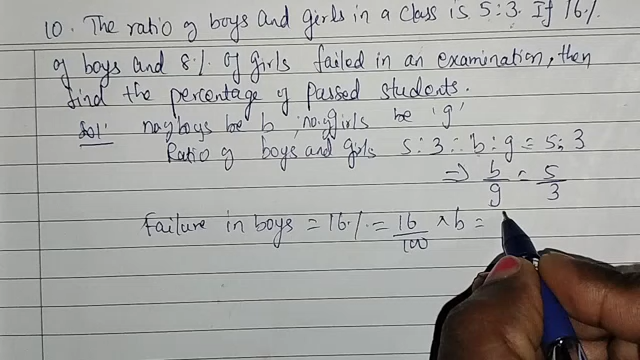 10. The ratio of boys and girls in a class is 5:3. If 16%
of boys and 8% of girls failed in an examination, then
find the percentage of passed students.
Sol: no of boys be b, no. of girls be 'g'
Ratio of boys and girls 5:3 ∴ b:g = 5:3
⇒ b/g = 5/3
Failure in boys = 16% = 16/100 × b =